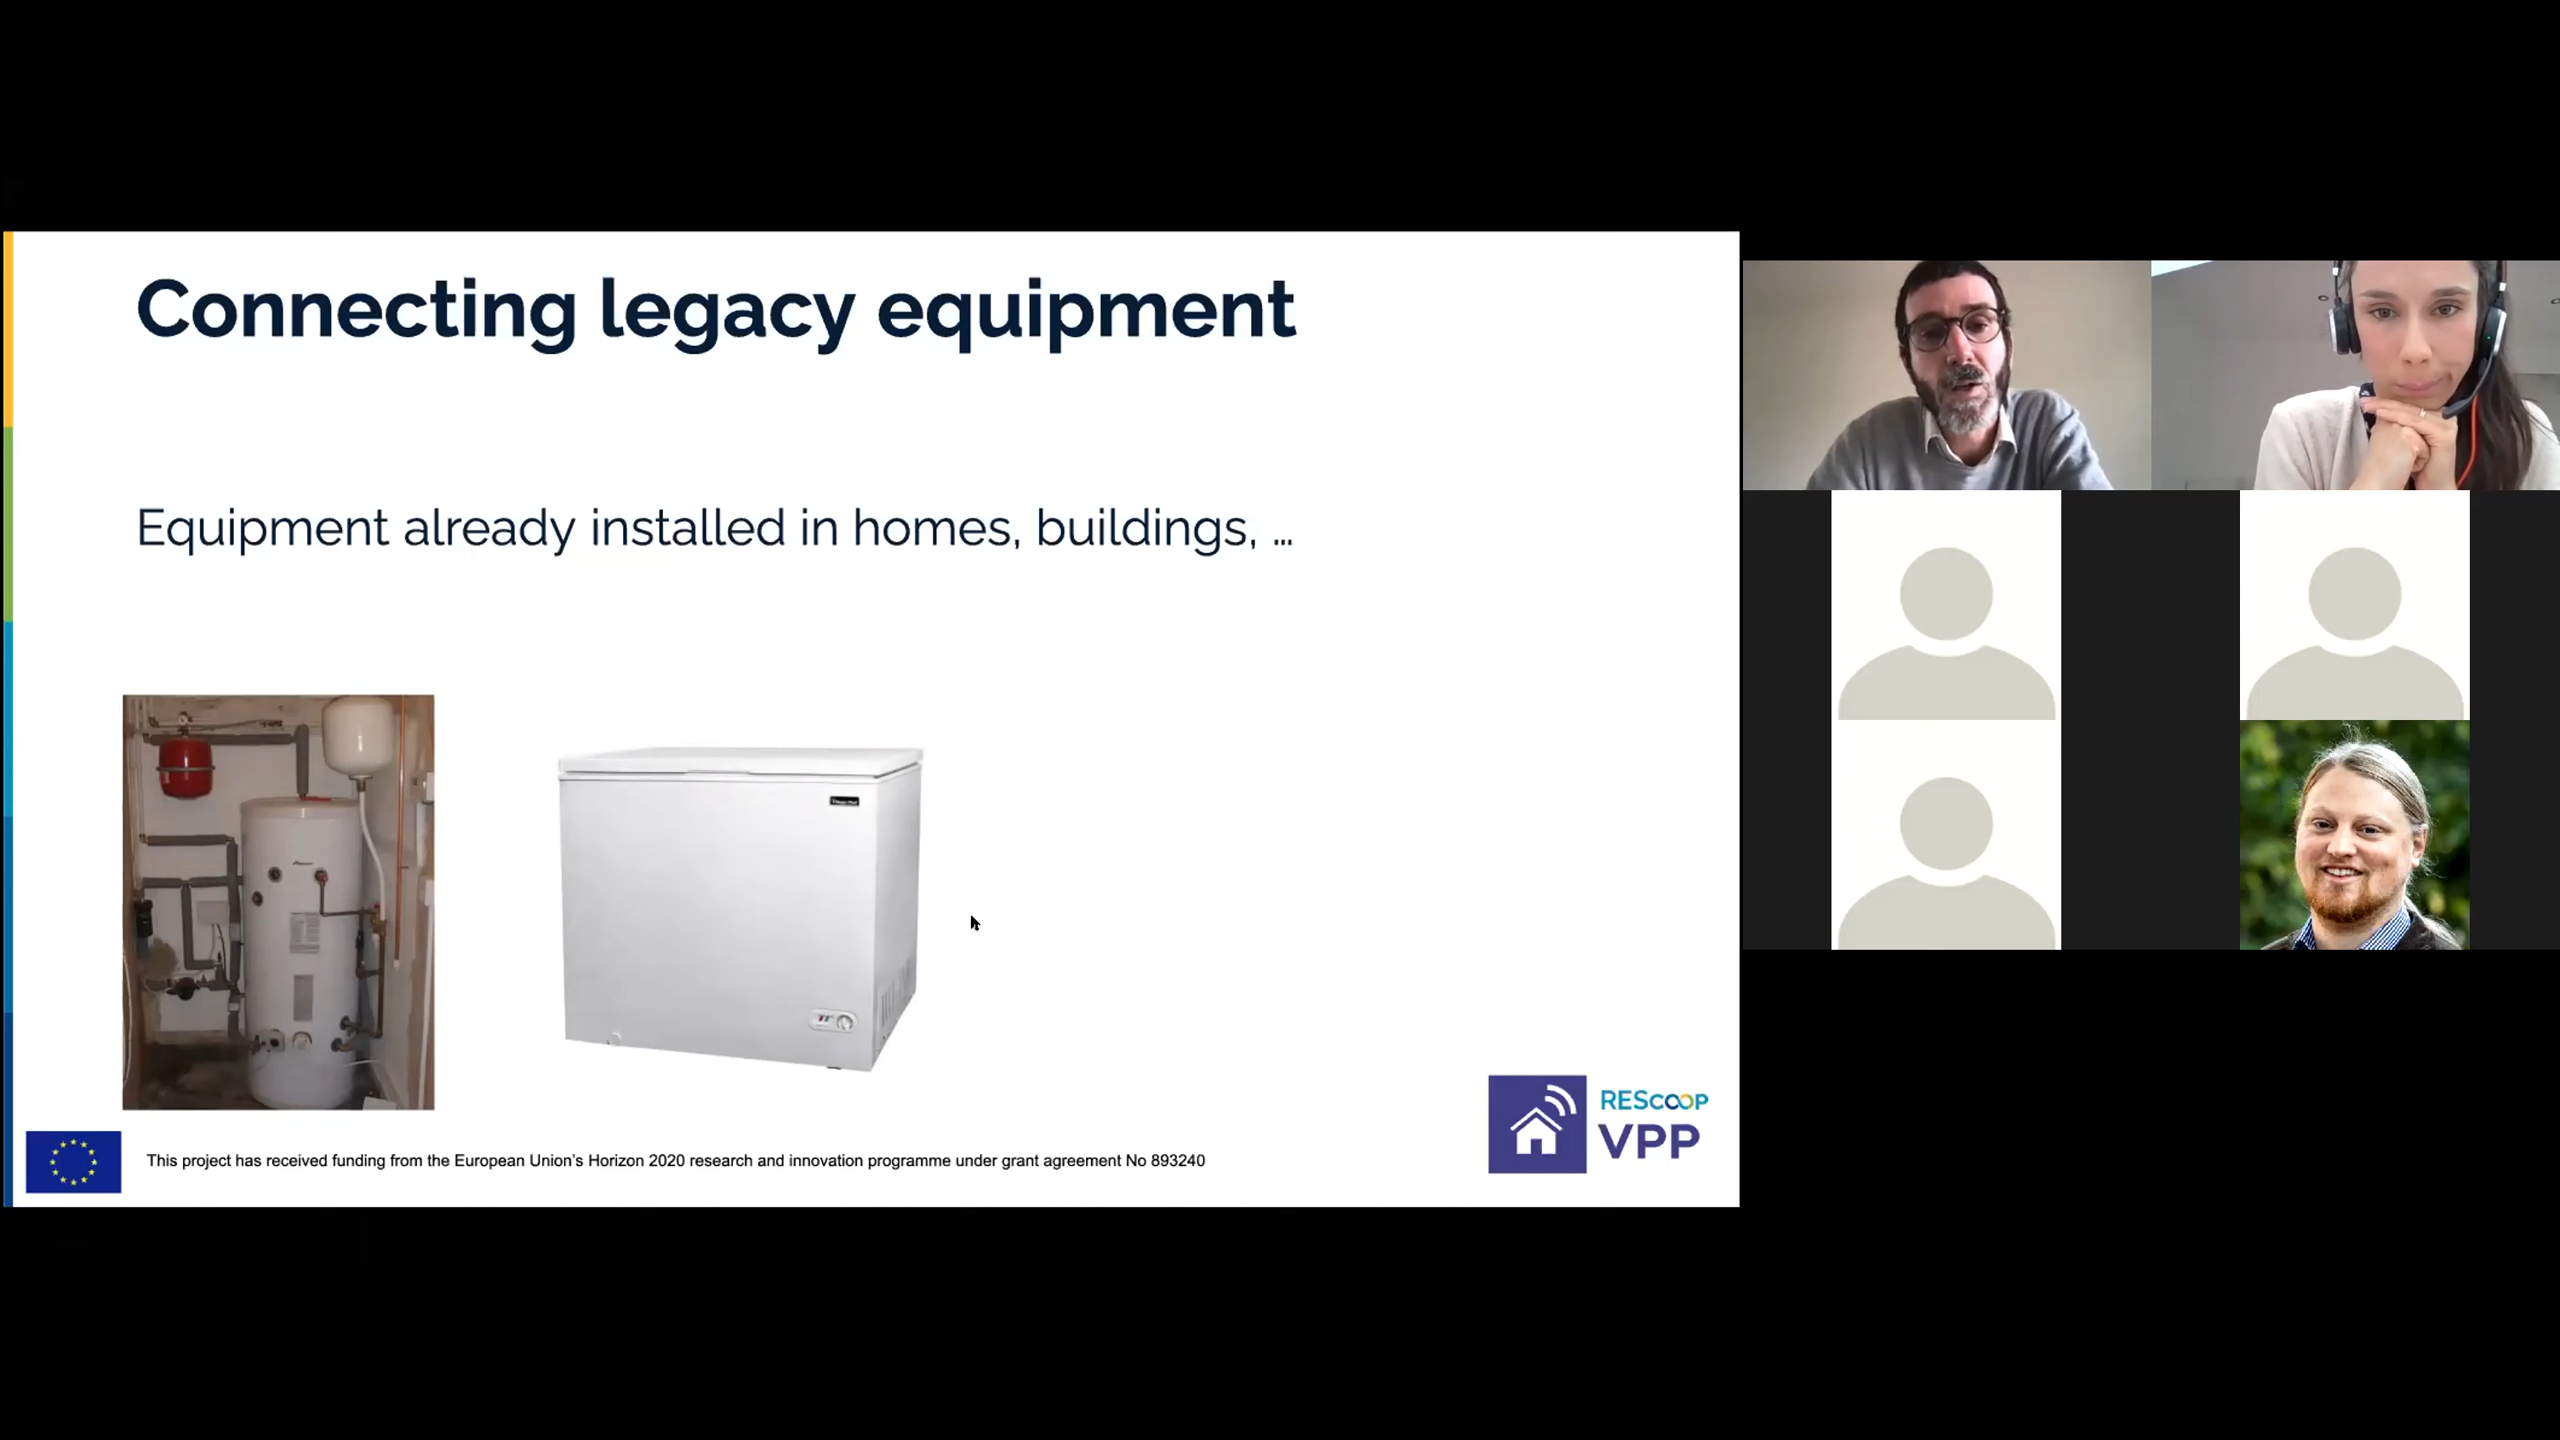 Connecting legacy equipment
Equipment already installed in homes, buildings, ...
This project has received funding from the European Union's Horizon 2020 research and innovation programme under grant agreement No 893240
REScoop
VPP